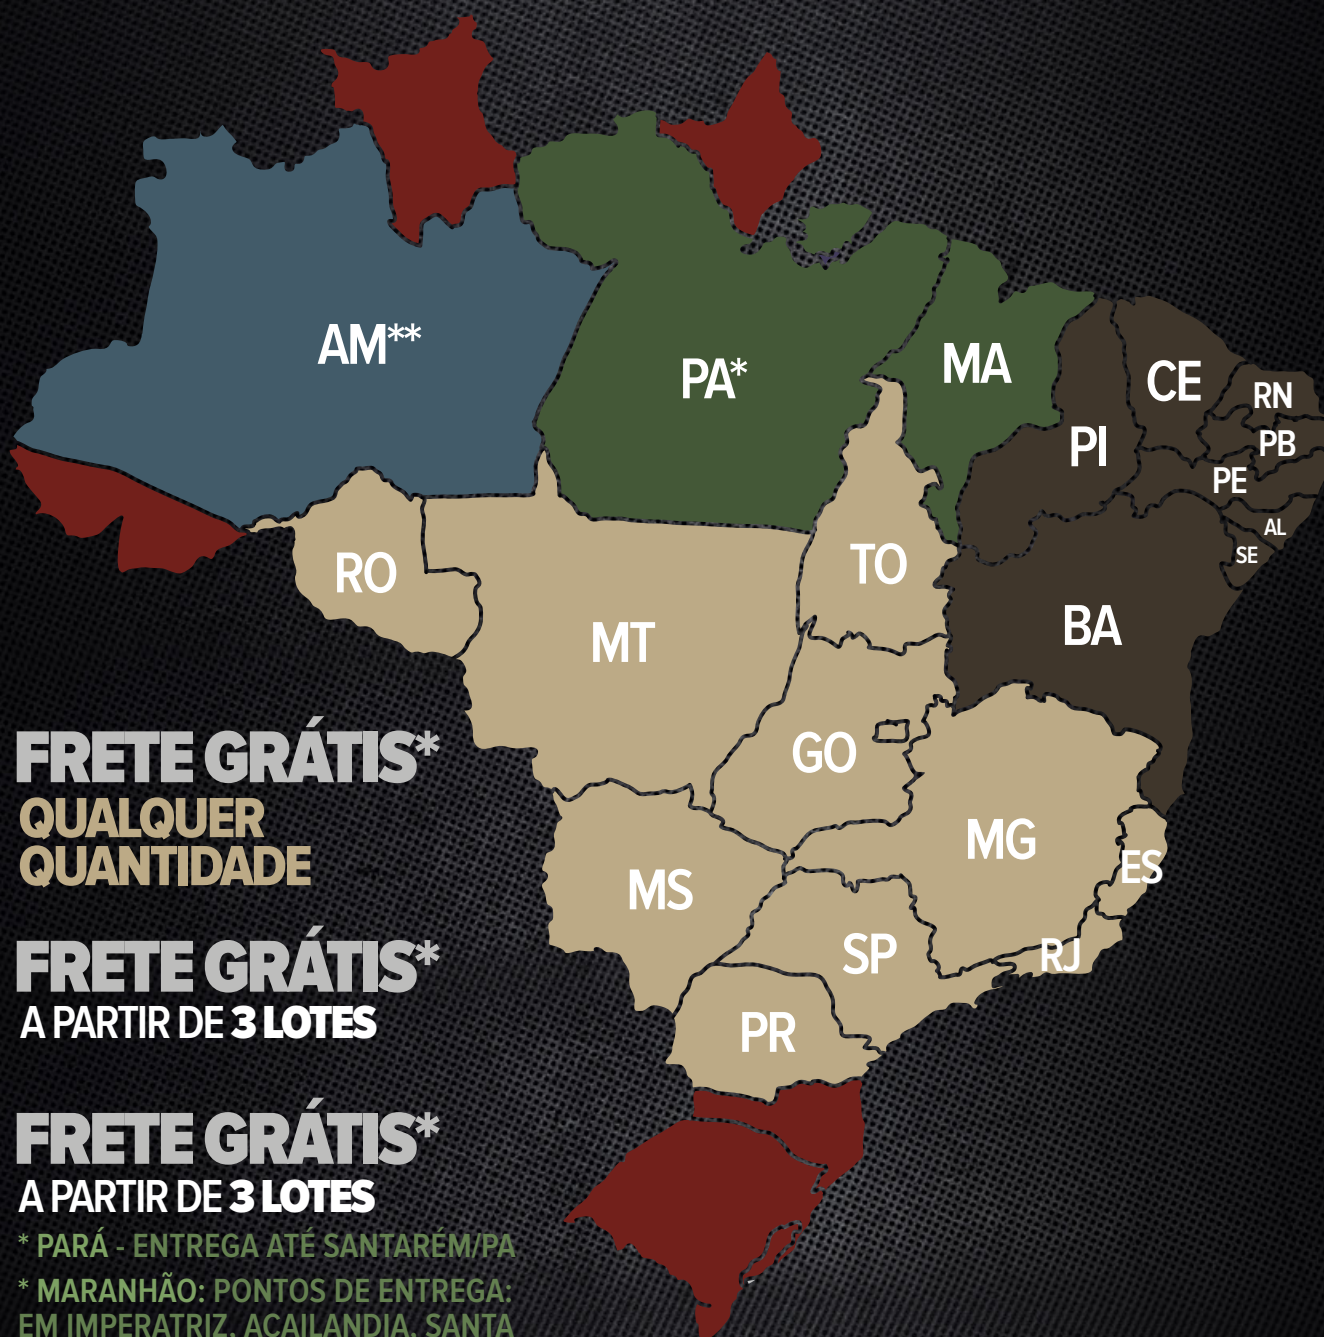 AM**
PA*
MA
CE
RN
PI
PB
PE
AL
SE
RO
TO
MT
BA
GO
MG
ES
MS
SP
RJ
PR
FRETE GRÁTIS*
QUALQUER
QUANTIDADE
FRETE GRÁTIS*
A PARTIR DE 3 LOTES
FRETE GRÁTIS*
A PARTIR DE 3 LOTES
* PARÁ - ENTREGA ATÉ SANTARÉM/PA
* MARANHÃO: PONTOS DE ENTREGA:
EM IMPERATRIZ, AÇAILANDIA, SANTA